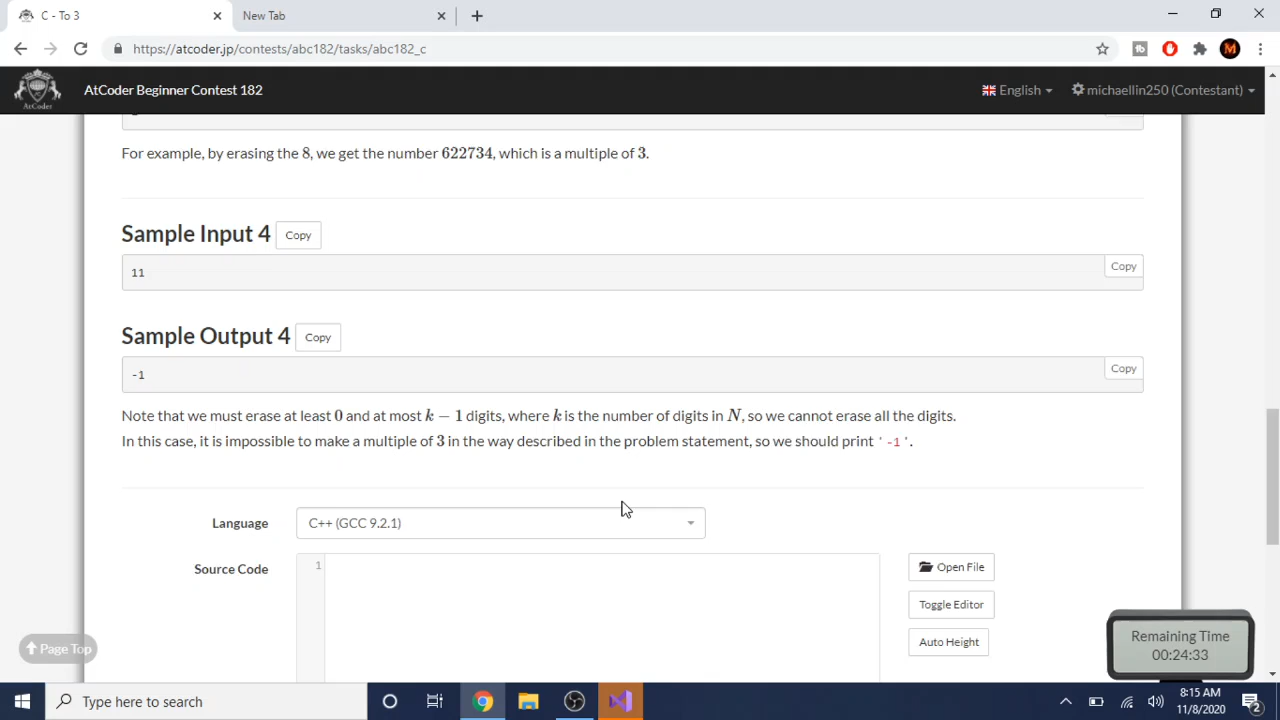 C - To 3
New Tab
https://atcoder.jp/contests/abc182/tasks/abc182_c
AtCoder Beginner Contest 182
English
michaellin250 (Contestant)
For example, by erasing the 8, we get the number 622734, which is a multiple of 3.
Sample Input 4
Copy
Copy
11
Sample Output 4
Copy
Copy
-1
Note that we must erase at least 0 and at most k − 1 digits, where k is the number of digits in N, so we cannot erase all the digits.
In this case, it is impossible to make a multiple of 3 in the way described in the problem statement, so we should print '-1'.
Language
C++ (GCC 9.2.1)
Source Code
1
Open File
Toggle Editor
Auto Height
Page Top
Remaining Time
00:24:33
Type here to search
8:15 AM
11/8/2020
2